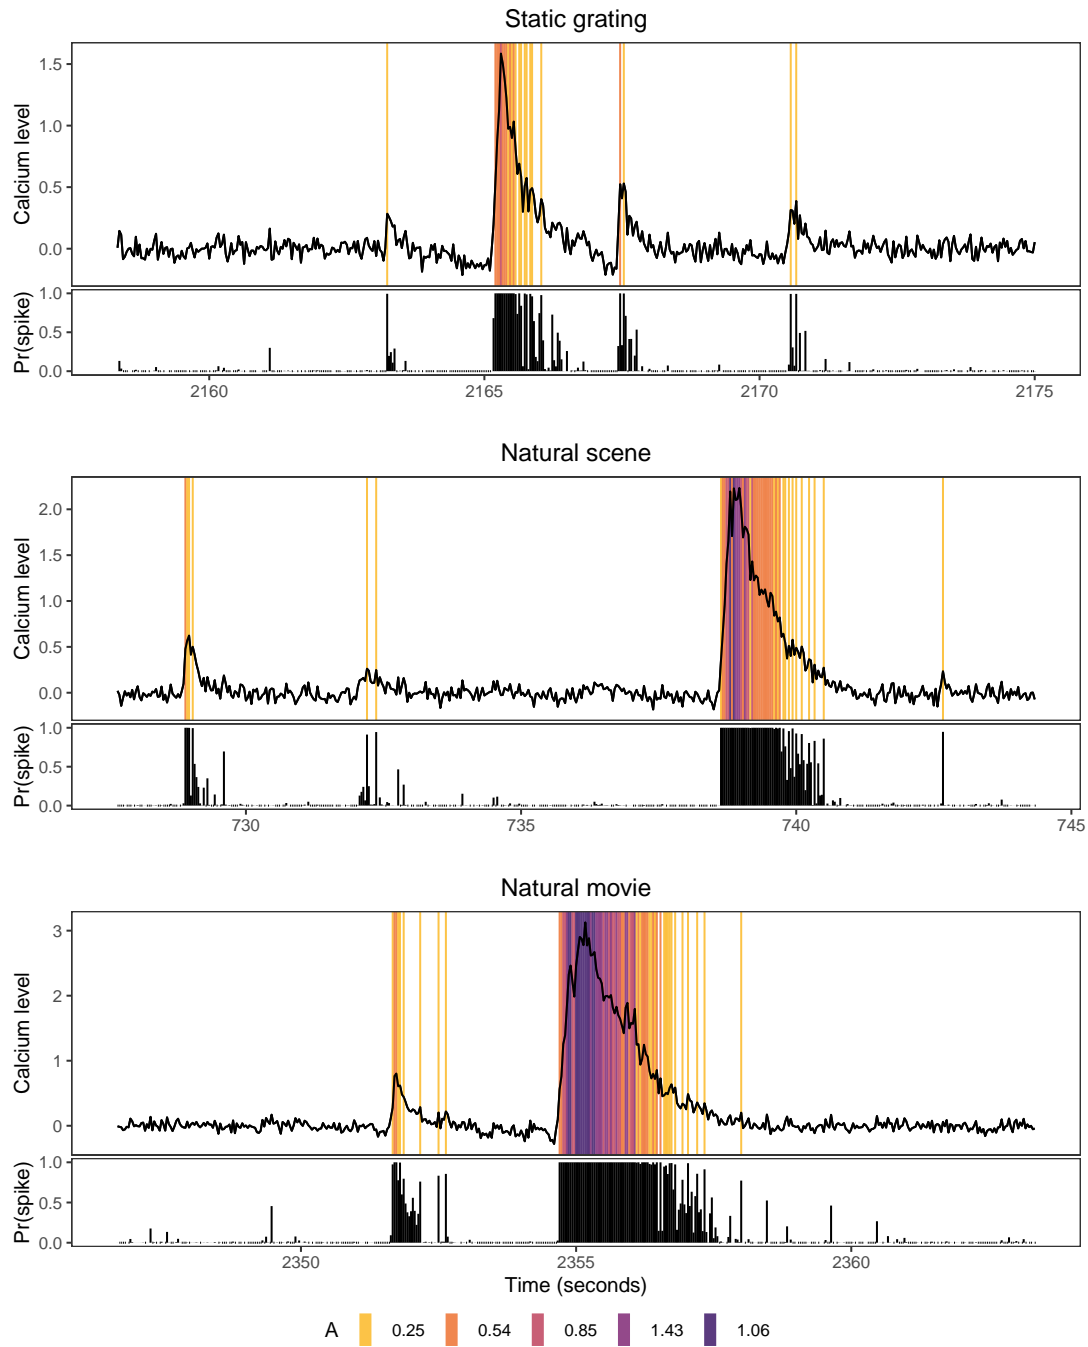 Static grating
Calcium level
1.5
1.0
0.5
0.0
Pr(spike)
1.0
0.5
0.0
2160 2165 2170 2175
Natural scene
Calcium level
2.0
1.5
1.0
0.5
0.0
Pr(spike)
1.0
0.5
0.0
730 735 740 745
Natural movie
Calcium level
3
2
1
0
Pr(spike)
1.0
0.5
0.0
2350 2355 2360
Time (seconds)
A 0.25 0.54 0.85 1.43 1.06